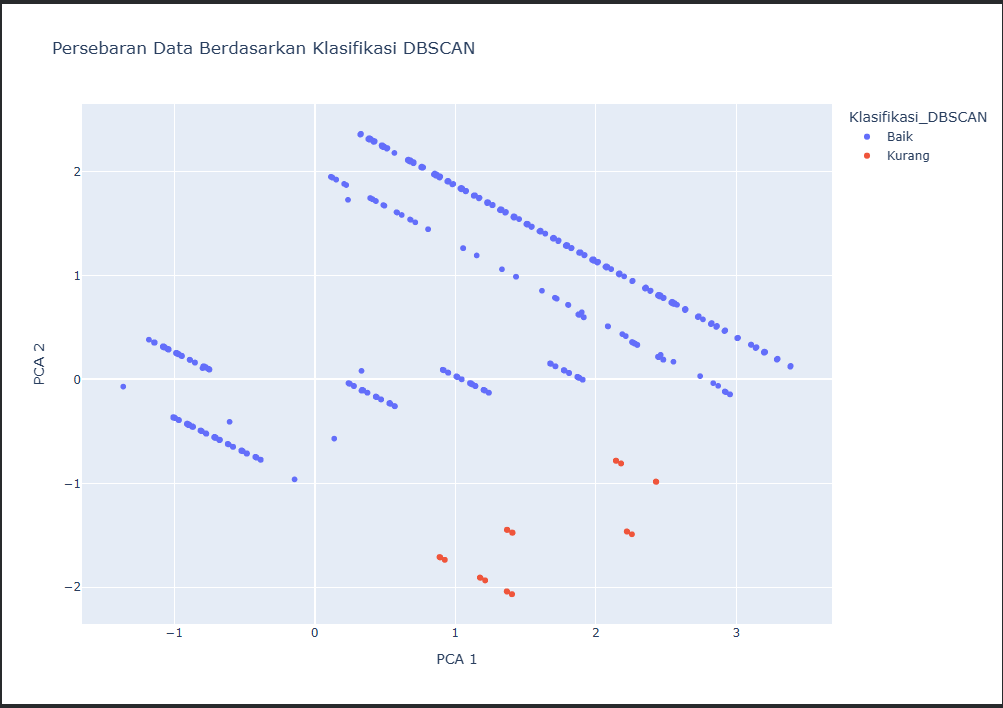 Persebaran Data Berdasarkan Klasifikasi DBSCAN
Klasifikasi_DBSCAN
Baik
Kurang
2
1
0
−1
−2
PCA 2
−1
0
1
2
3
PCA 1